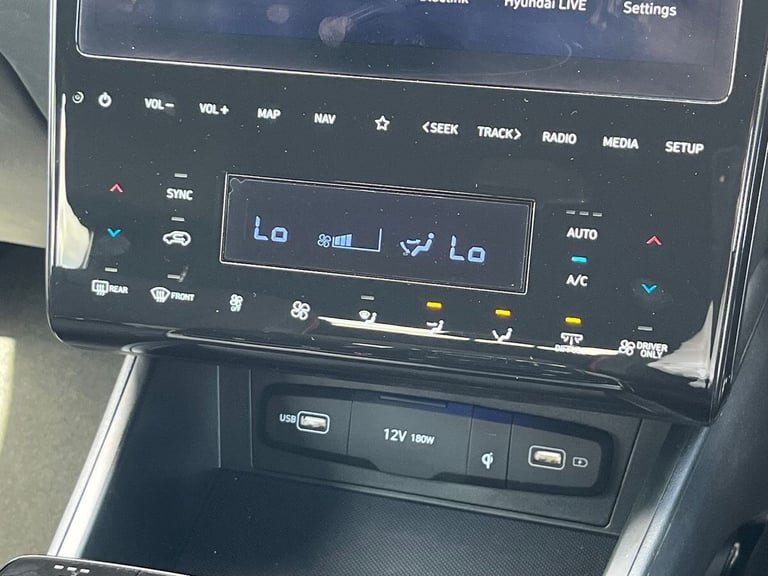 Hyundai LIVE
Settings
VOL- VOL+ MAP NAV <SEEK TRACK> RADIO MEDIA SETUP
SYNC
Lo Lo
AUTO
A/C
REAR FRONT OFF
DRIVER ONLY
USB
12V 180W